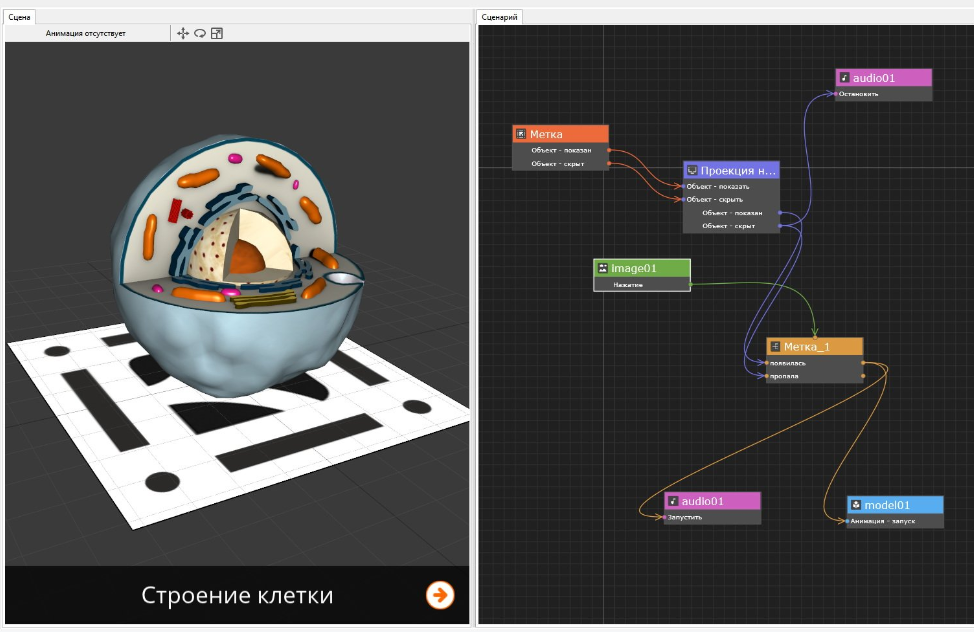 Сцена
Анимация отсутствует
Строение клетки
Сценарий
audio01
Остановить
Метка
Объект - показан
Объект - скрыт
Проекция н...
Объект - показать
Объект - скрыть
Объект - показан
Объект - скрыт
Image01
Нажатие
Метка_1
появилась
пропала
audio01
Запустить
model01
Анимация - запуск